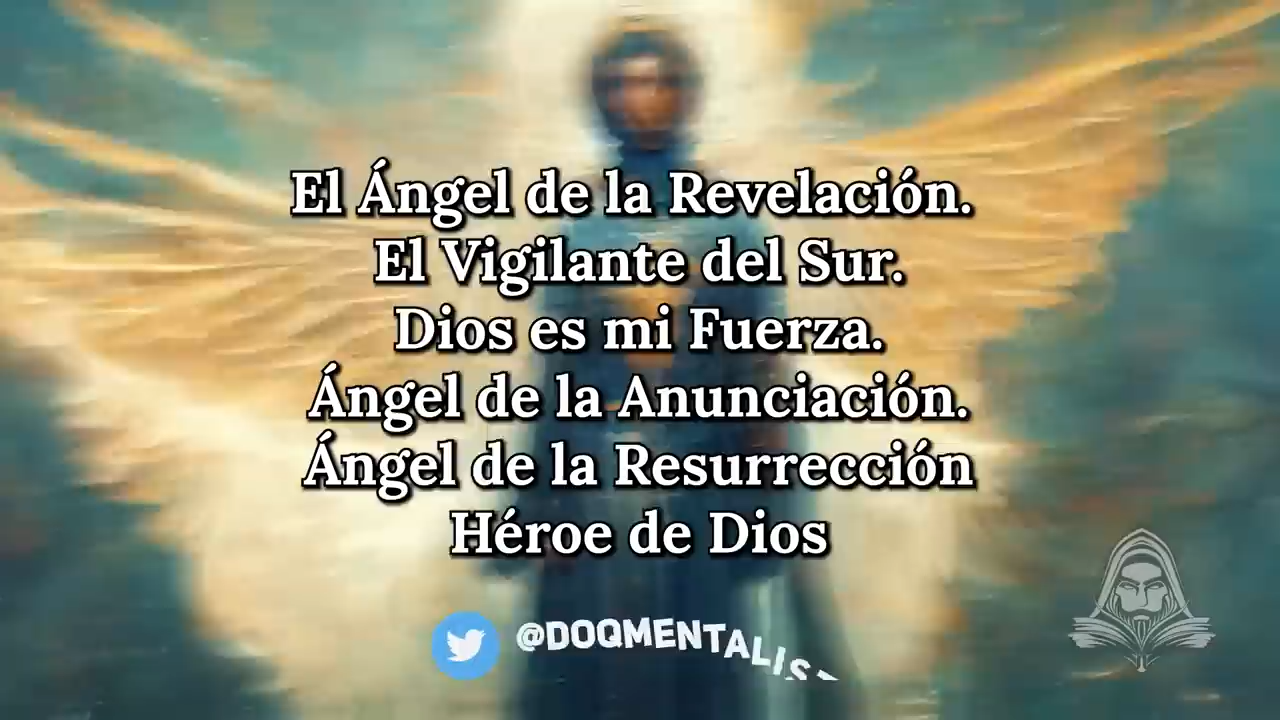 El Ángel de la Revelación.
El Vigilante del Sur.
Dios es mi Fuerza.
Ángel de la Anunciación.
Ángel de la Resurrección
Héroe de Dios